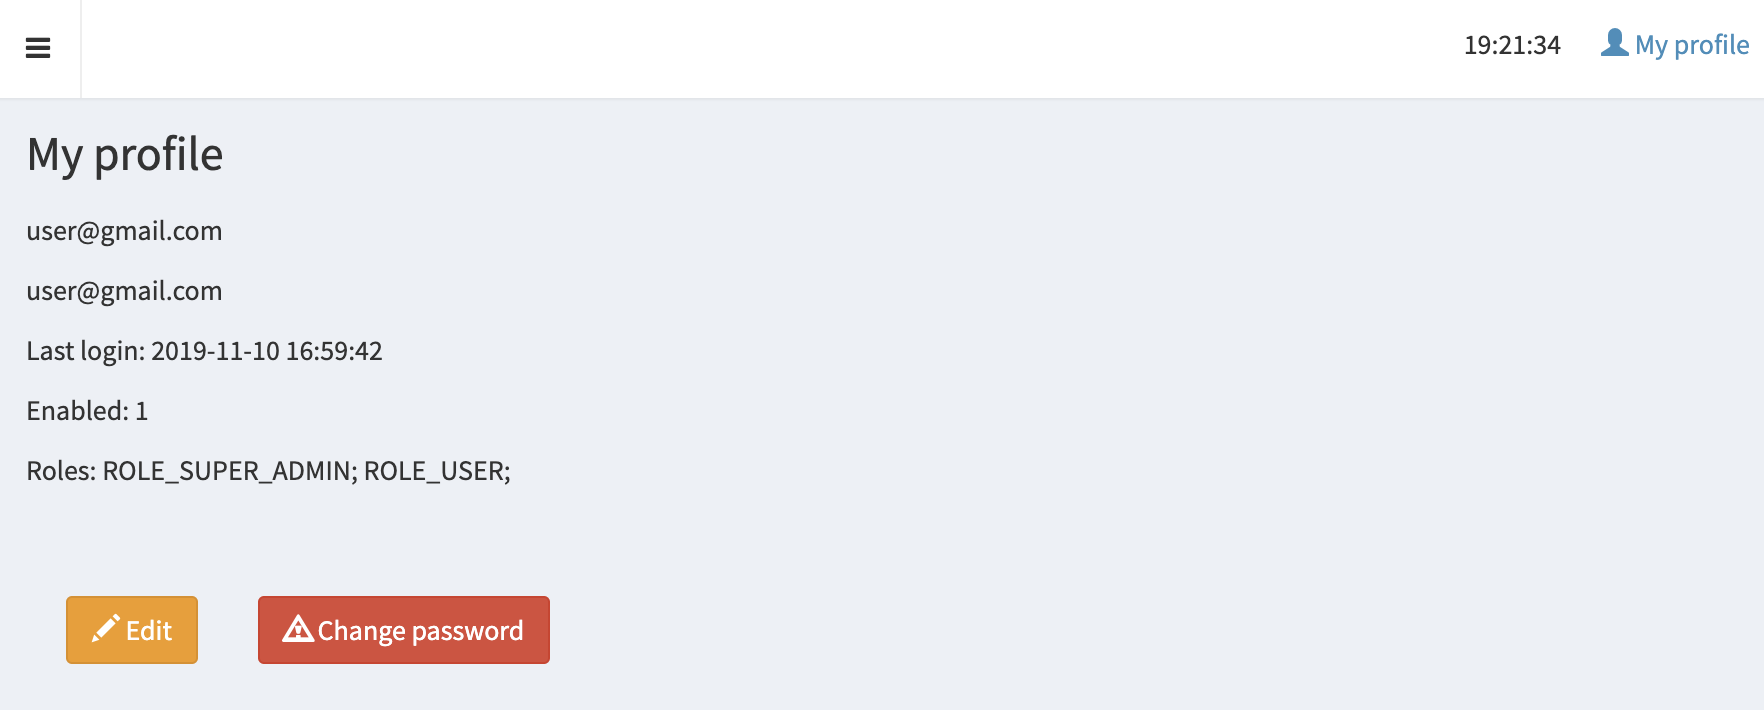 19:21:34 My profile
My profile
user@gmail.com
user@gmail.com
Last login: 2019-11-10 16:59:42
Enabled: 1
Roles: ROLE_SUPER_ADMIN; ROLE_USER;
Edit Change password